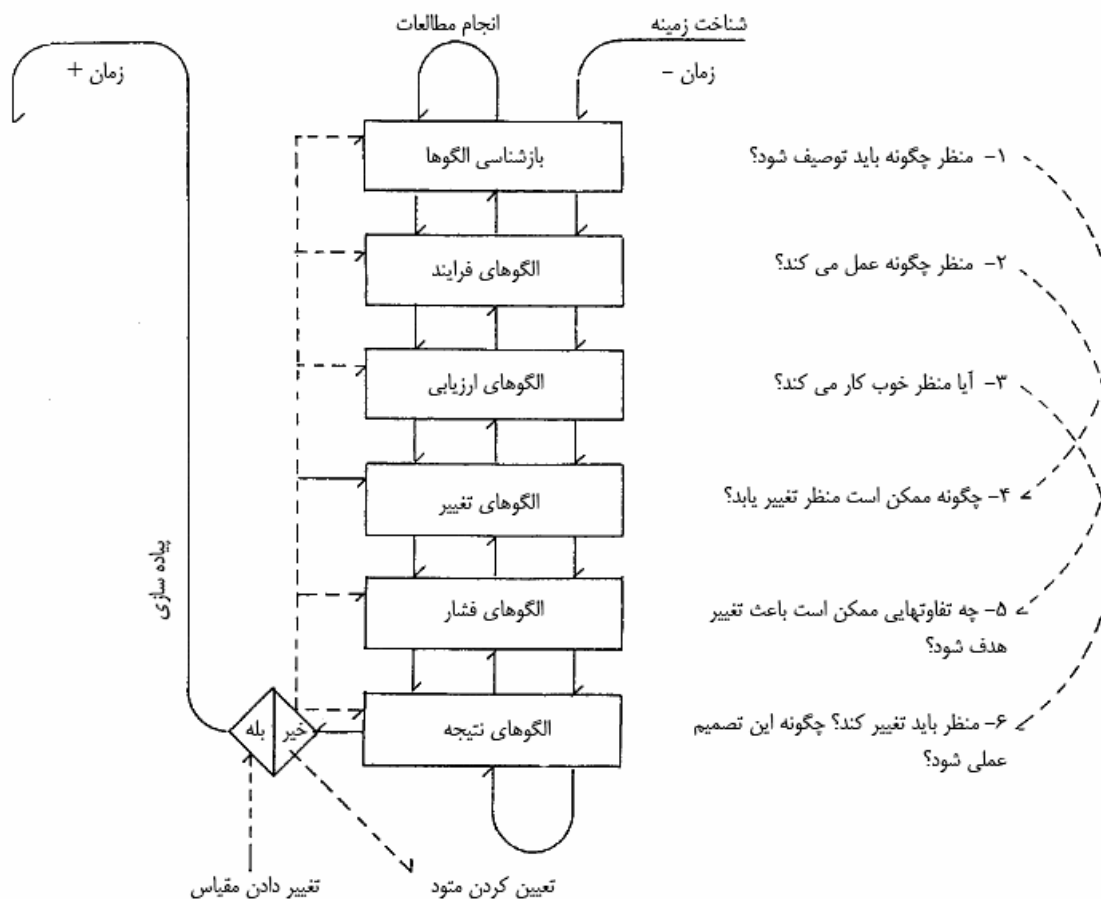 شناخت زمینه
انجام مطالعات
زمان -
زمان +
بازشناسی الگوها
۱- منظر چگونه باید توصیف شود؟
الگوهای فرایند
۲- منظر چگونه عمل می کند؟
الگوهای ارزیابی
۳- آیا منظر خوب کار می کند؟
الگوهای تغییر
۴- چگونه ممکن است منظر تغییر یابد؟
الگوهای فشار
۵- چه تفاوتهایی ممکن است باعث تغییر
هدف شود؟
الگوهای نتیجه
۶- منظر باید تغییر کند؟ چگونه این تصمیم
عملی شود؟
پیاده سازی
خیر
بله
تعیین کردن متود
تغییر دادن مقیاس